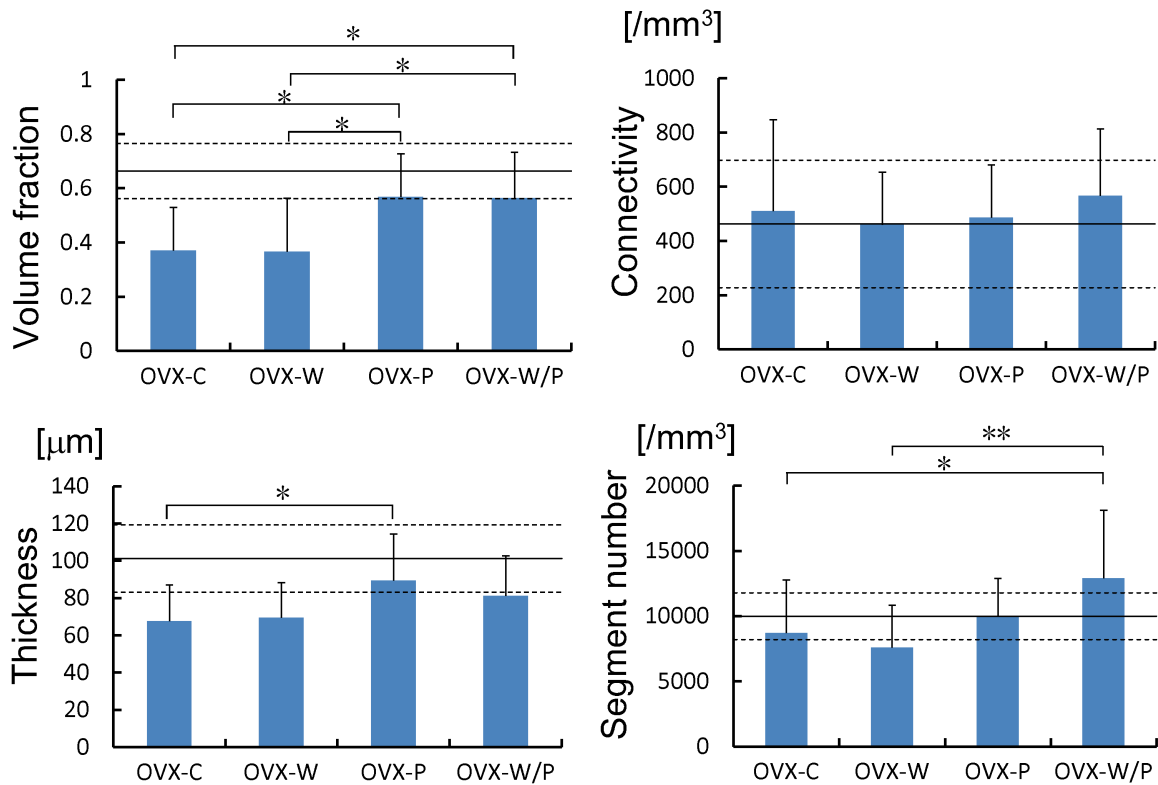 *
*
*
*
Volume fraction
1
0.8
0.6
0.4
0.2
0
OVX-C OVX-W OVX-P OVX-W/P
[/mm³]
Connectivity
1000
800
600
400
200
0
OVX-C OVX-W OVX-P OVX-W/P
[μm]
Thickness
*
140
120
100
80
60
40
20
0
OVX-C OVX-W OVX-P OVX-W/P
[/mm³]
Segment number
**
*
20000
15000
10000
5000
0
OVX-C OVX-W OVX-P OVX-W/P